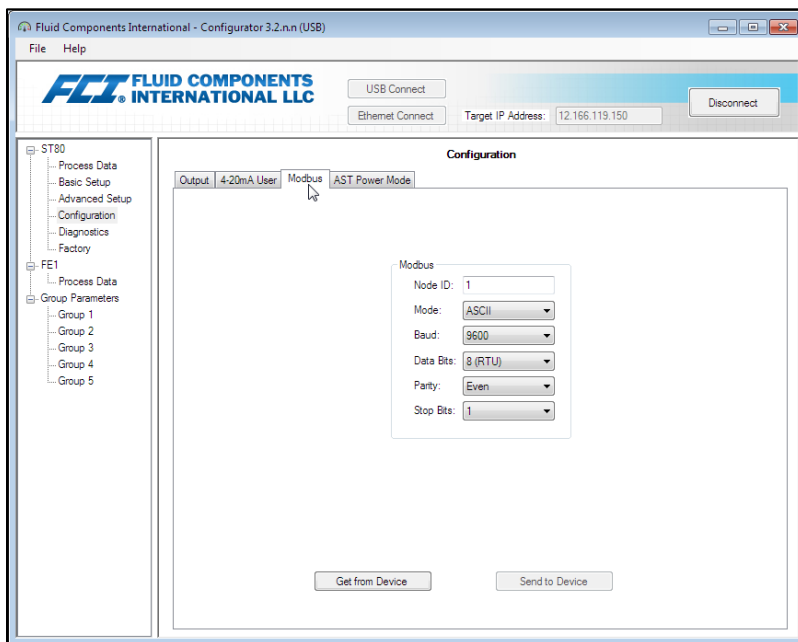 Fluid Components International - Configurator 3.2.n.n (USB)
File Help
FCI® FLUID COMPONENTS
INTERNATIONAL LLC
USB Connect
Ethernet Connect Target IP Address: 12.166.119.150
Disconnect
ST80
Process Data
Basic Setup
Advanced Setup
Configuration
Diagnostics
Factory
FE1
Process Data
Group Parameters
Group 1
Group 2
Group 3
Group 4
Group 5
Configuration
Output 4-20mA User Modbus AST Power Mode
Modbus
Node ID: 1
Mode: ASCII
Baud: 9600
Data Bits: 8 (RTU)
Parity: Even
Stop Bits: 1
Get from Device Send to Device